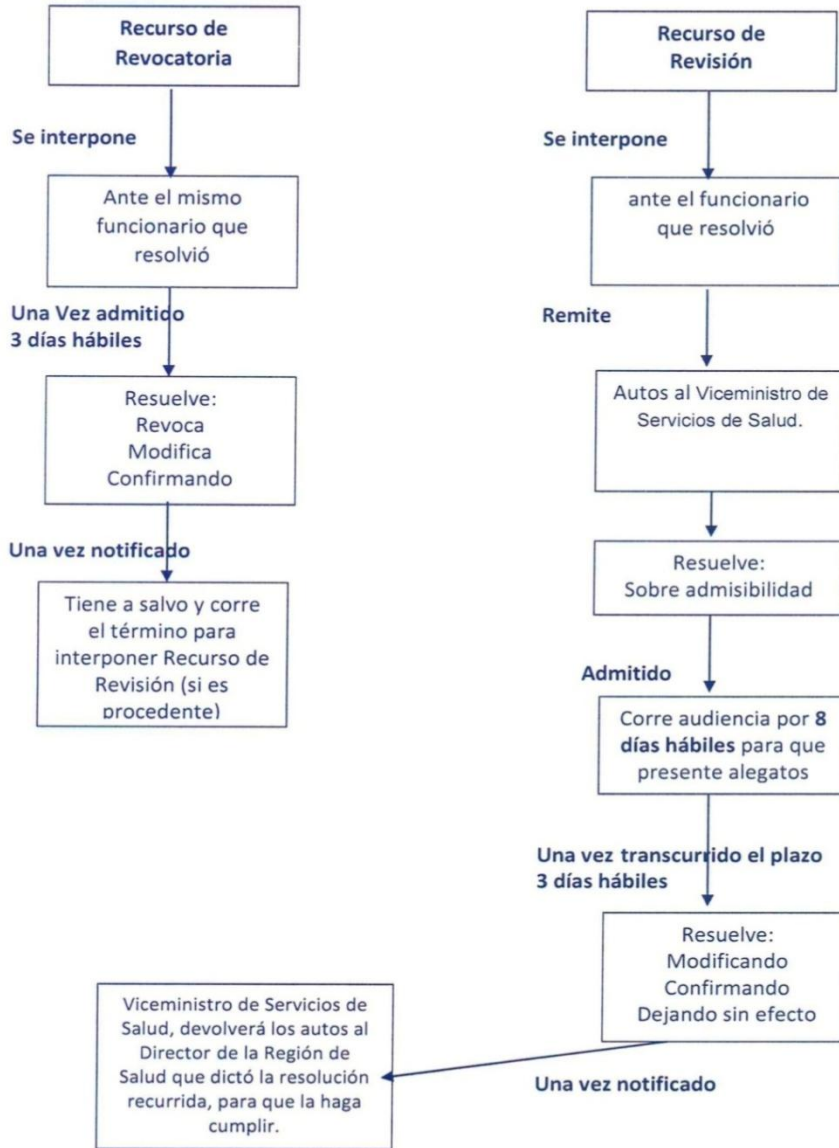 Recurso de
Revocatoria
Se interpone
Ante el mismo
funcionario que
resolvió
Una Vez admitido
3 días hábiles
Resuelve:
Revoca
Modifica
Confirmando
Una vez notificado
Tiene a salvo y corre
el término para
interponer Recurso de
Revisión (si es
procedente)
Recurso de
Revisión
Se interpone
ante el funcionario
que resolvió
Remite
Autos al Viceministro de
Servicios de Salud.
Resuelve:
Sobre admisibilidad
Admitido
Corre audiencia por 8
días hábiles para que
presente alegatos
Una vez transcurrido el plazo
3 días hábiles
Resuelve:
Modificando
Confirmando
Dejando sin efecto
Una vez notificado
Viceministro de Servicios de
Salud, devolverá los autos al
Director de la Región de
Salud que dictó la resolución
recurrida, para que la haga
cumplir.